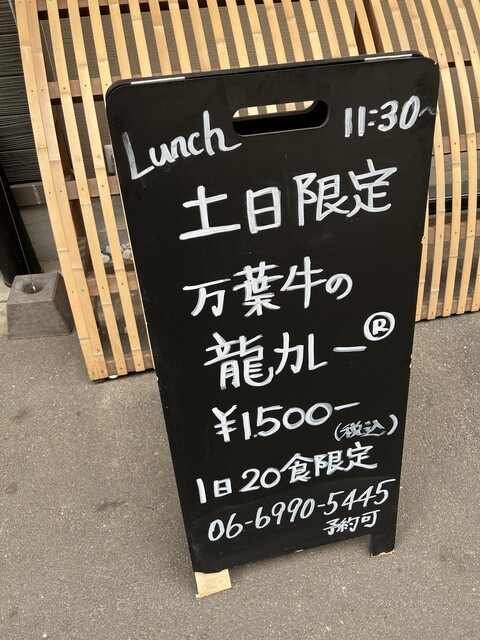 Lunch 11:30~
土日限定
万葉牛の
龍カレー®
¥1.500-
(税込)
1日20食限定
06-6990-5445
予約可